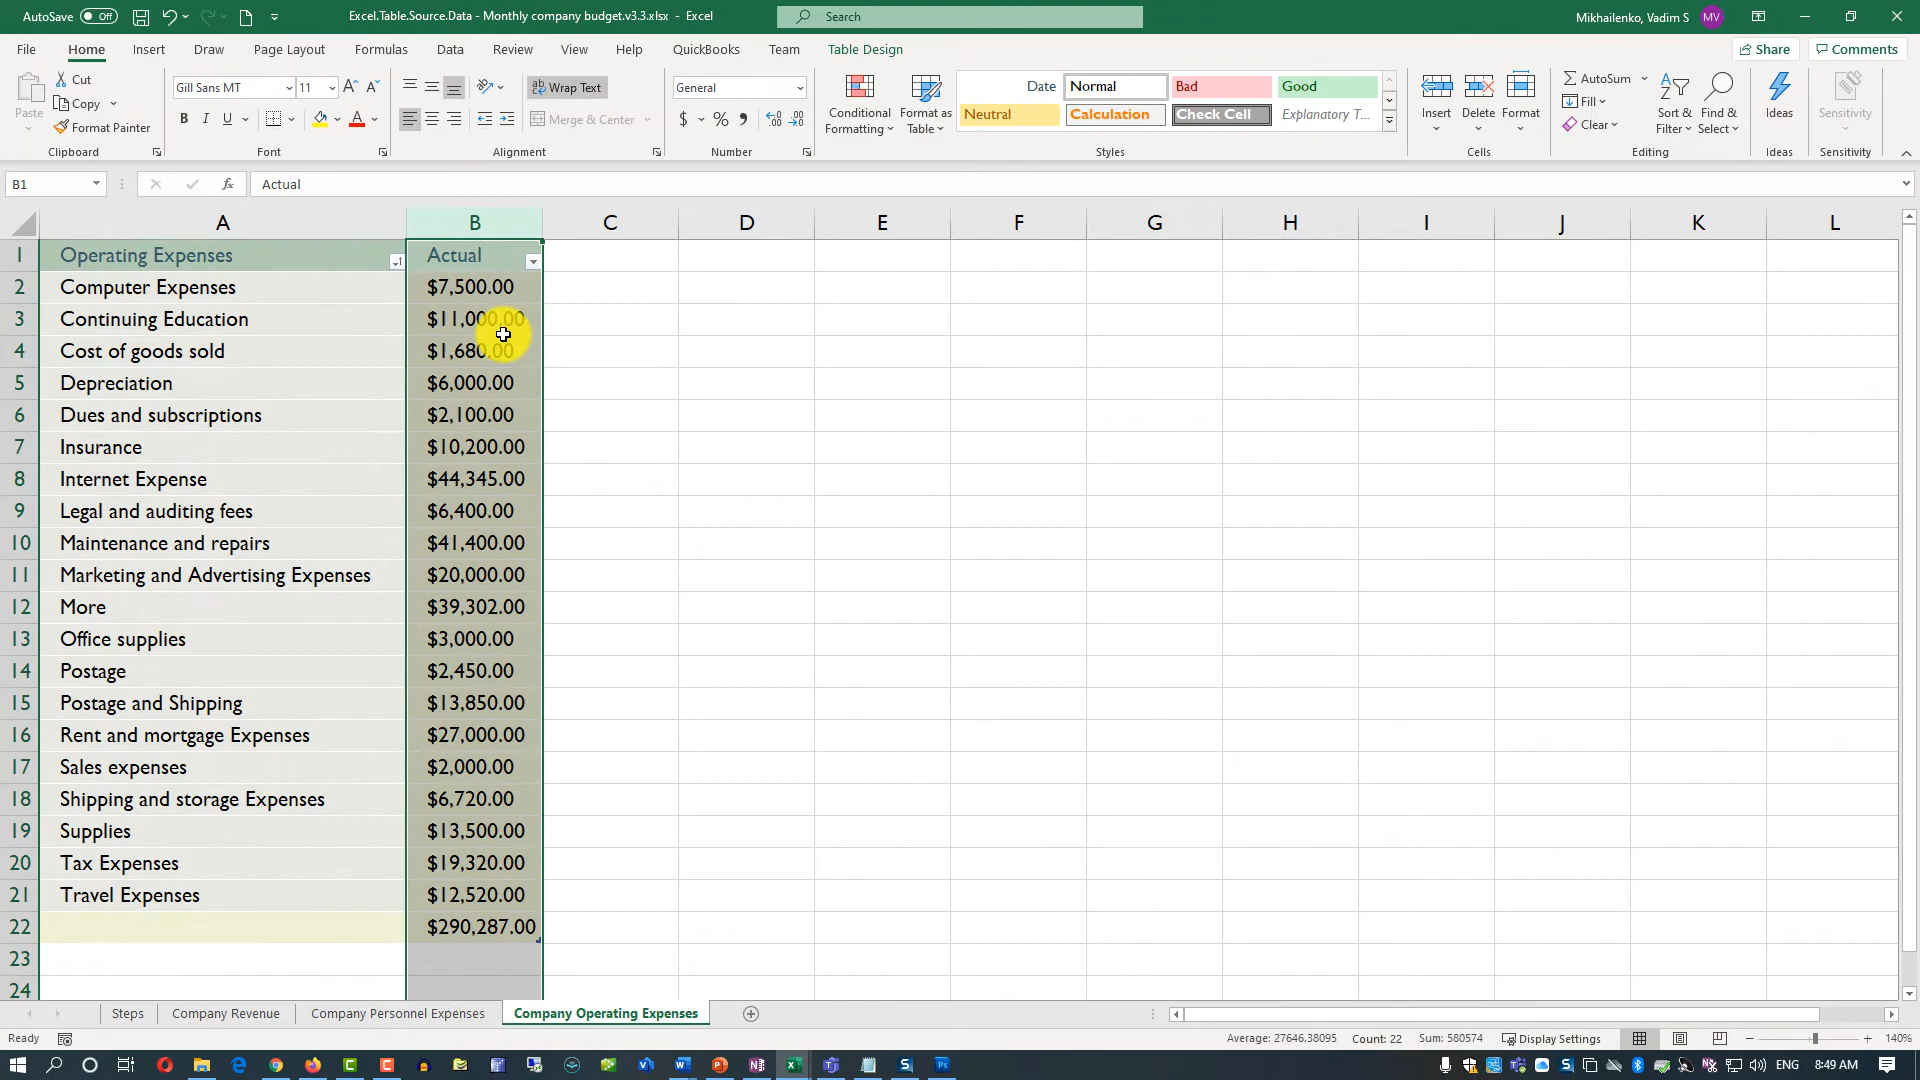 AutoSave Off Excel.Table.Source.Data - Monthly company budget.v3.3.xlsx - Excel Search Mikhailenko, Vadim S MV
File Home Insert Draw Page Layout Formulas Data Review View Help QuickBooks Team Table Design Share Comments
Paste Cut Copy Format Painter
Gill Sans MT 11 A A
B I U A
Wrap Text
Merge & Center
General
$ % 9
Conditional Formatting
Format as Table
Date Normal Bad Good
Neutral Calculation Check Cell Explanatory T...
Insert Delete Format
AutoSum
Fill
Clear
Sort & Filter
Find & Select
Ideas
Sensitivity
Clipboard Font Alignment Number Styles Cells Editing Ideas Sensitivity
B1 fx Actual
A B C D E F G H I J K L
1 Operating Expenses Actual
2 Computer Expenses $7,500.00
3 Continuing Education $11,000.00
4 Cost of goods sold $1,680.00
5 Depreciation $6,000.00
6 Dues and subscriptions $2,100.00
7 Insurance $10,200.00
8 Internet Expense $44,345.00
9 Legal and auditing fees $6,400.00
10 Maintenance and repairs $41,400.00
11 Marketing and Advertising Expenses $20,000.00
12 More $39,302.00
13 Office supplies $3,000.00
14 Postage $2,450.00
15 Postage and Shipping $13,850.00
16 Rent and mortgage Expenses $27,000.00
17 Sales expenses $2,000.00
18 Shipping and storage Expenses $6,720.00
19 Supplies $13,500.00
20 Tax Expenses $19,320.00
21 Travel Expenses $12,520.00
22 $290,287.00
23
24
Steps Company Revenue Company Personnel Expenses Company Operating Expenses
Ready Average: 27646.38095 Count: 22 Sum: 580574 Display Settings 140%
ENG 8:49 AM